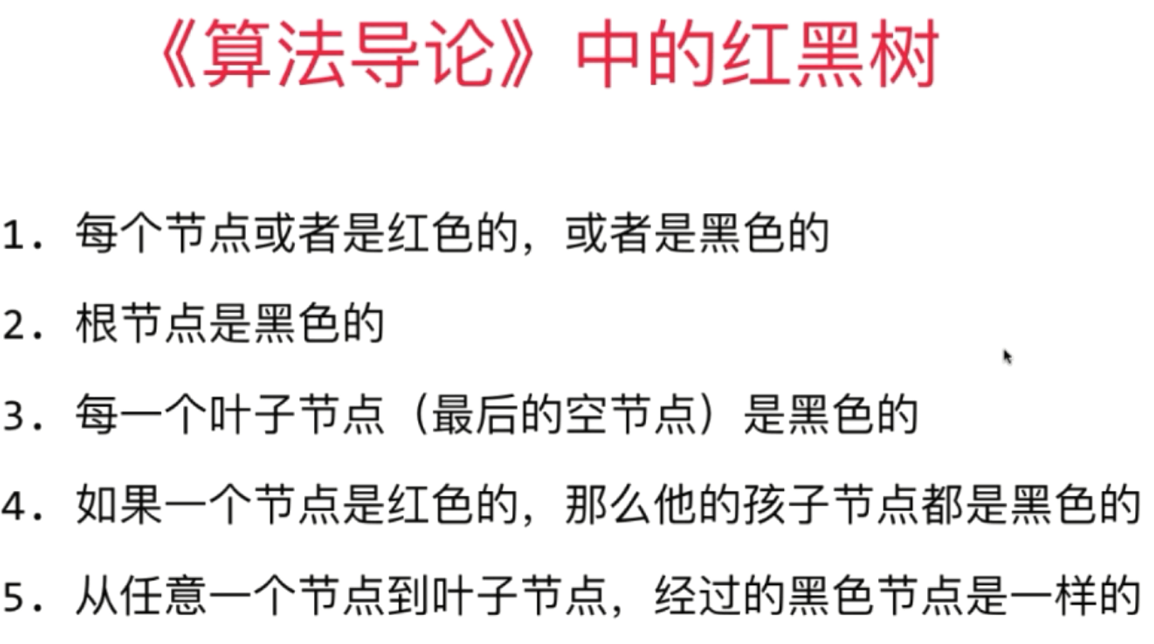 《算法导论》中的红黑树
1. 每个节点或者是红色的，或者是黑色的
2. 根节点是黑色的
3. 每一个叶子节点（最后的空节点）是黑色的
4. 如果一个节点是红色的，那么他的孩子节点都是黑色的
5. 从任意一个节点到叶子节点，经过的黑色节点是一样的